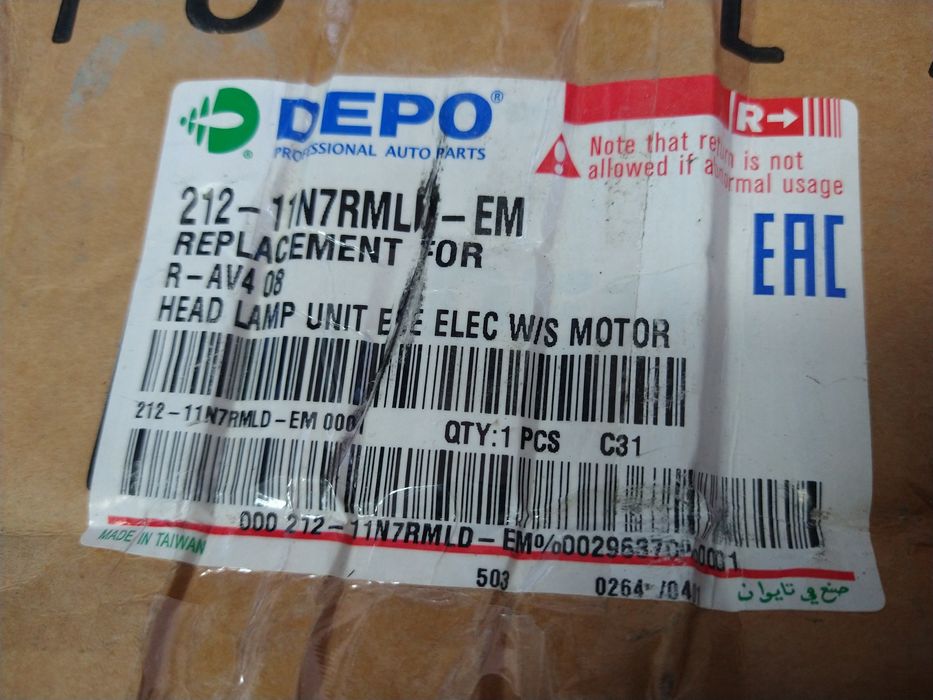 DEPO®
PROFESSIONAL AUTO PARTS
R→
Note that return is not
allowed if abnormal usage
212-11N7RMLD-EM
REPLACEMENT FOR
R-AV4 08
HEAD LAMP UNIT ECE ELEC W/S MOTOR
EAC
212-11N7RMLD-EM
QTY:1 PCS C31
000 212-11N7RMLD-EM
MADE IN TAIWAN
503
صنع في تايوان